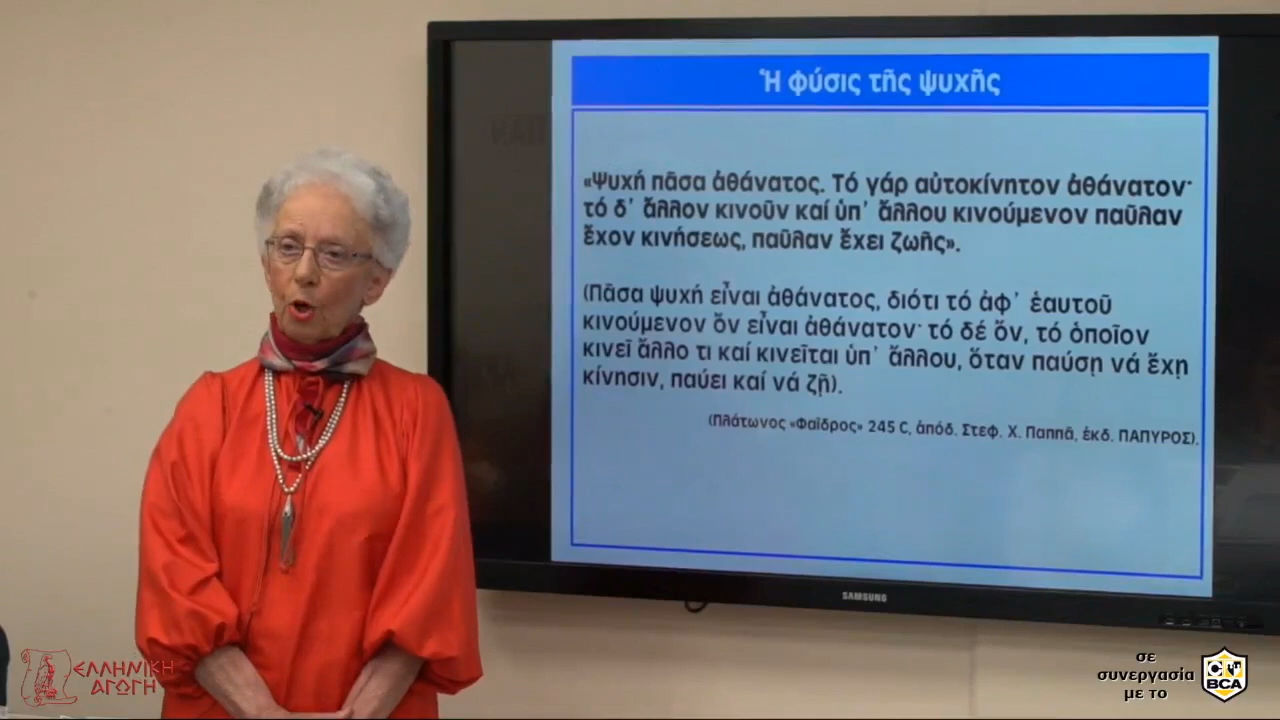 Ἡ φύσις τῆς ψυχῆς
«Ψυχή πᾶσα ἀθάνατος. Τό γάρ αὐτοκίνητον ἀθάνατον·
τό δ᾽ ἄλλον κινοῦν καί ὑπ᾽ ἄλλου κινούμενον παῦλαν
ἔχον κινήσεως, παῦλαν ἔχει ζωῆς».
(Πᾶσα ψυχή εἶναι ἀθάνατος, διότι τό ἀφ᾽ ἑαυτοῦ
κινούμενον ὄν εἶναι ἀθάνατον· τό δέ ὄν, τό ὁποῖον
κινεῖ ἄλλο τι καί κινεῖται ὑπ᾽ ἄλλου, ὅταν παύσῃ νά ἔχῃ
κίνησιν, παύει καί νά ζῇ).
(Πλάτωνος «Φαῖδρος» 245 C, ἀπόδ. Στεφ. Χ. Παππᾶ, ἐκδ. ΠΑΠΥΡΟΣ).
SAMSUNG
ΕΛΛΗΝΙΚΗ
ΑΓΩΓΗ
σε
συνεργασία
με το
BCA